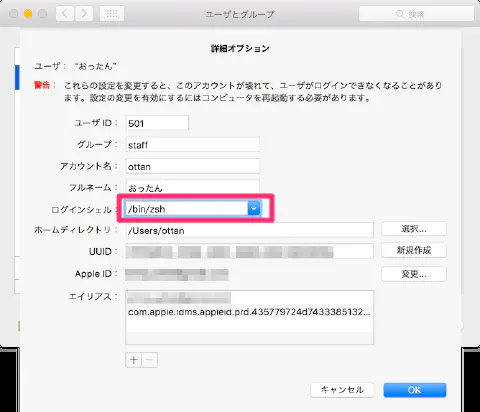 ユーザとグループ
検索
詳細オプション
ユーザ： "おったん"
警告： これらの設定を変更すると、このアカウントが壊れて、ユーザがログインできなくなることがあり
ます。設定の変更を有効にするにはコンピュータを再起動する必要があります。
ユーザ ID： 501
グループ： staff
アカウント名： ottan
フルネーム： おったん
ログインシェル： /bin/zsh
ホームディレクトリ： /Users/ottan 選択...
UUID： 新規作成
Apple ID： 変更...
エイリアス：
com.apple.idms.appleid.prd.435779724d7433385132...
+ −
キャンセル OK